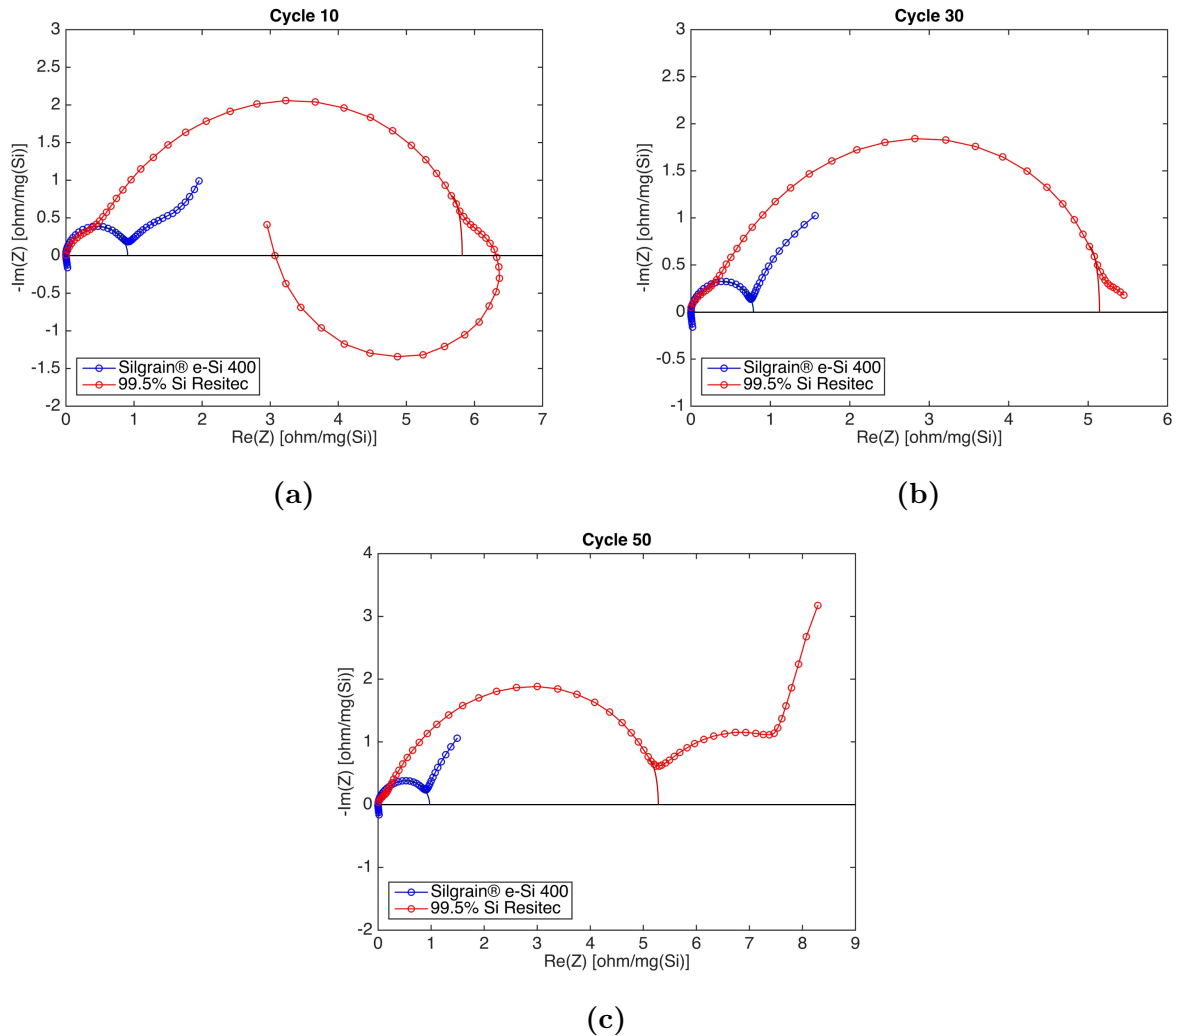 Cycle 10
3
2.5
2
1.5
1
0.5
0
-0.5
-1
-1.5
-2
-Im(Z) [ohm/mg(Si)]
Silgrain® e-Si 400
99.5% Si Resitec
0 1 2 3 4 5 6 7
Re(Z) [ohm/mg(Si)]
(a)
Cycle 30
3
2.5
2
1.5
1
0.5
0
-0.5
-1
-Im(Z) [ohm/mg(Si)]
Silgrain® e-Si 400
99.5% Si Resitec
0 1 2 3 4 5 6
Re(Z) [ohm/mg(Si)]
(b)
Cycle 50
4
3
2
1
0
-1
-2
-Im(Z) [ohm/mg(Si)]
Silgrain® e-Si 400
99.5% Si Resitec
0 1 2 3 4 5 6 7 8 9
Re(Z) [ohm/mg(Si)]
(c)